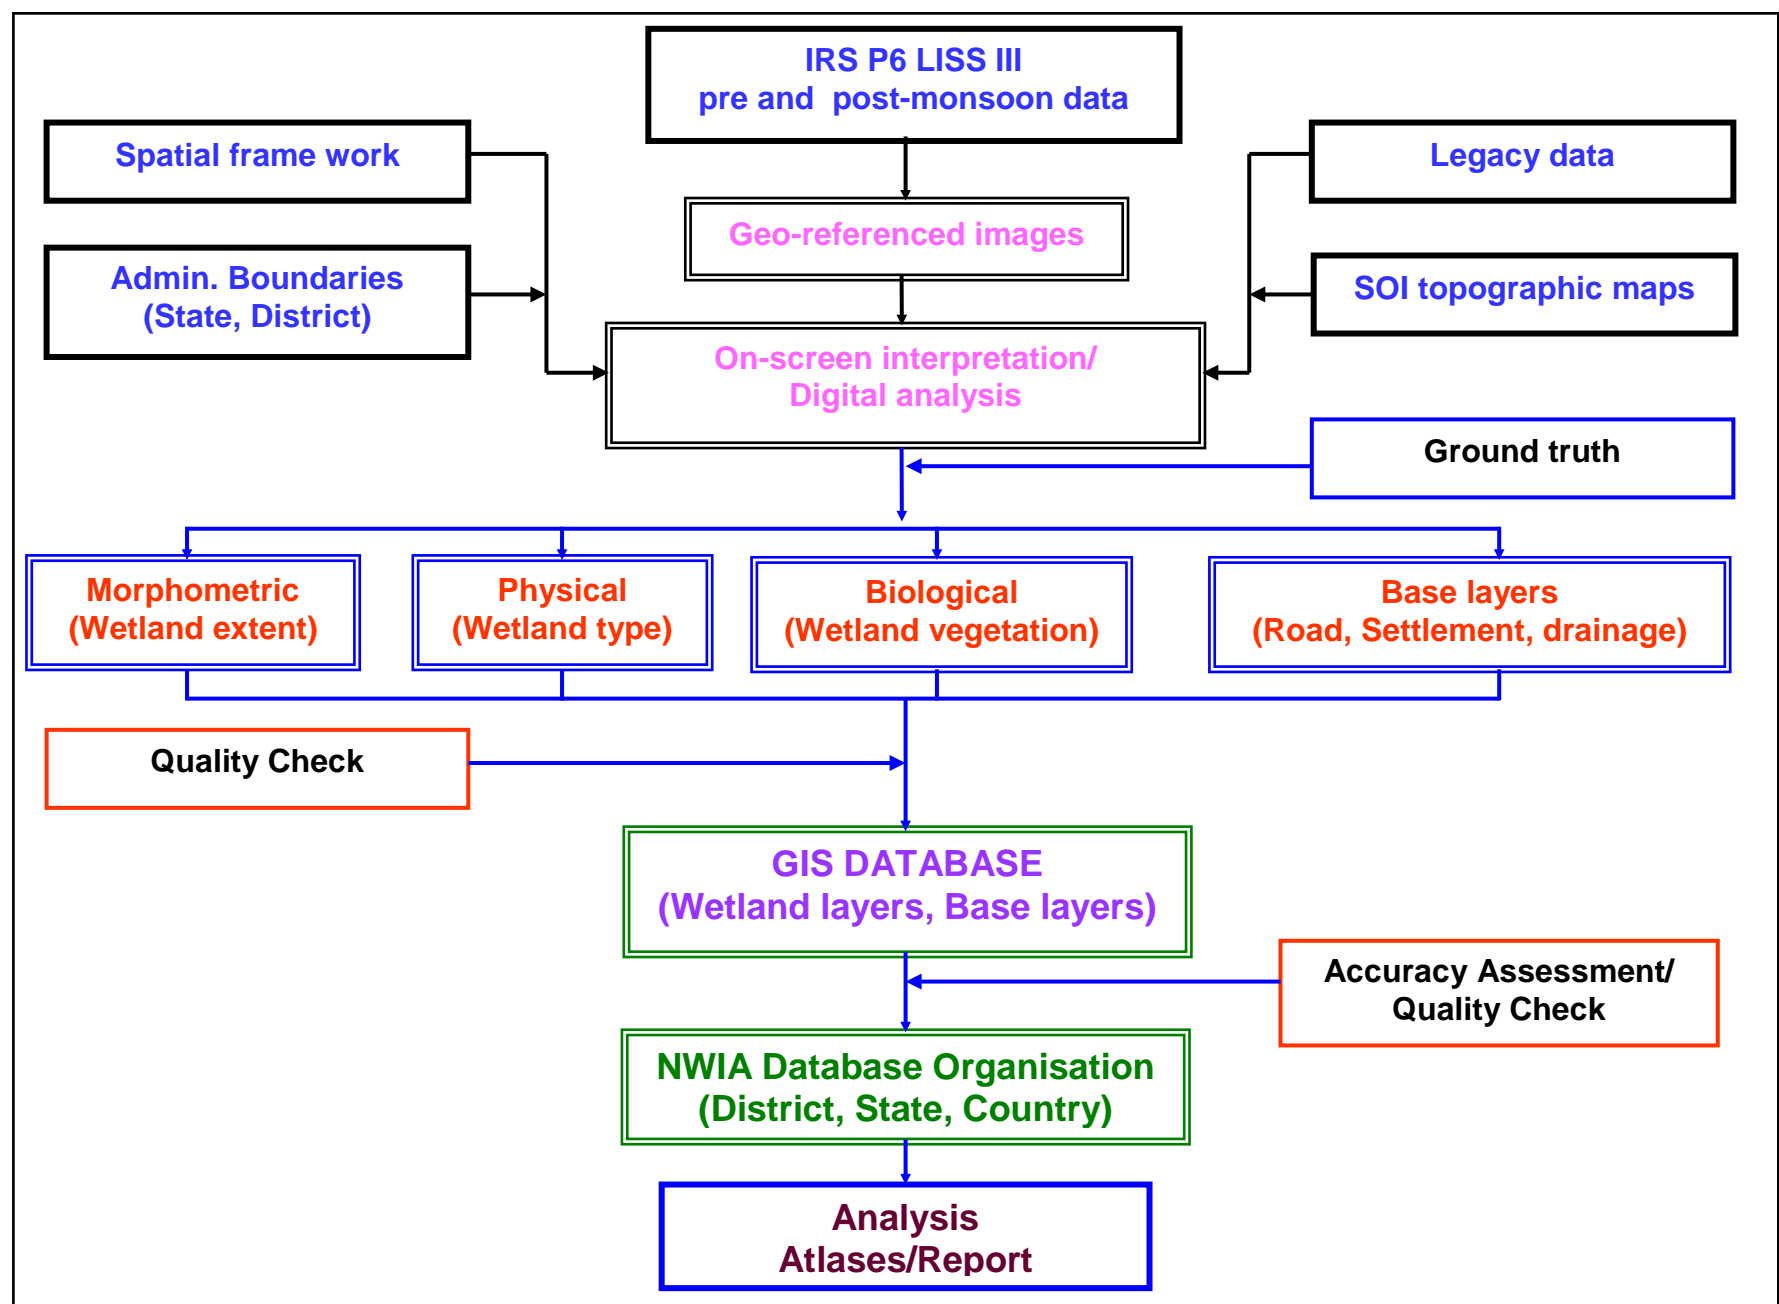 IRS P6 LISS III
pre and post-monsoon data
Spatial frame work
Legacy data
Geo-referenced images
Admin. Boundaries
(State, District)
SOI topographic maps
On-screen interpretation/
Digital analysis
Ground truth
Morphometric
(Wetland extent)
Physical
(Wetland type)
Biological
(Wetland vegetation)
Base layers
(Road, Settlement, drainage)
Quality Check
GIS DATABASE
(Wetland layers, Base layers)
Accuracy Assessment/
Quality Check
NWIA Database Organisation
(District, State, Country)
Analysis
Atlases/Report